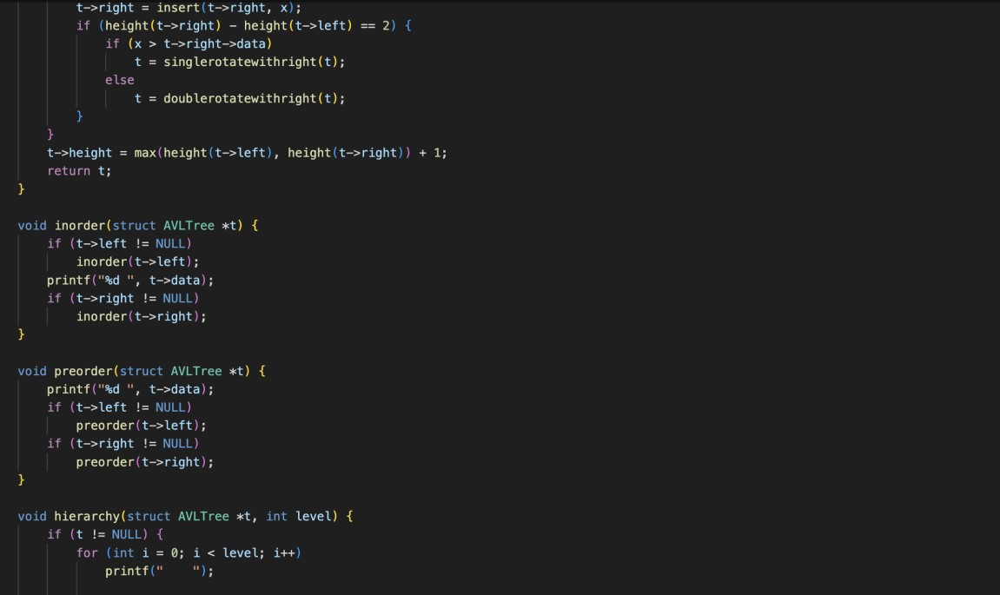 t->right = insert(t->right, x);
if (height(t->right) - height(t->left) == 2) {
if (x > t->right->data)
t = singlerotatewithright(t);
else
t = doublerotatewithright(t);
}
}
t->height = max(height(t->left), height(t->right)) + 1;
return t;
}
void inorder(struct AVLTree *t) {
if (t->left != NULL)
inorder(t->left);
printf("%d ", t->data);
if (t->right != NULL)
inorder(t->right);
}
void preorder(struct AVLTree *t) {
printf("%d ", t->data);
if (t->left != NULL)
preorder(t->left);
if (t->right != NULL)
preorder(t->right);
}
void hierarchy(struct AVLTree *t, int level) {
if (t != NULL) {
for (int i = 0; i < level; i++)
printf("    ");